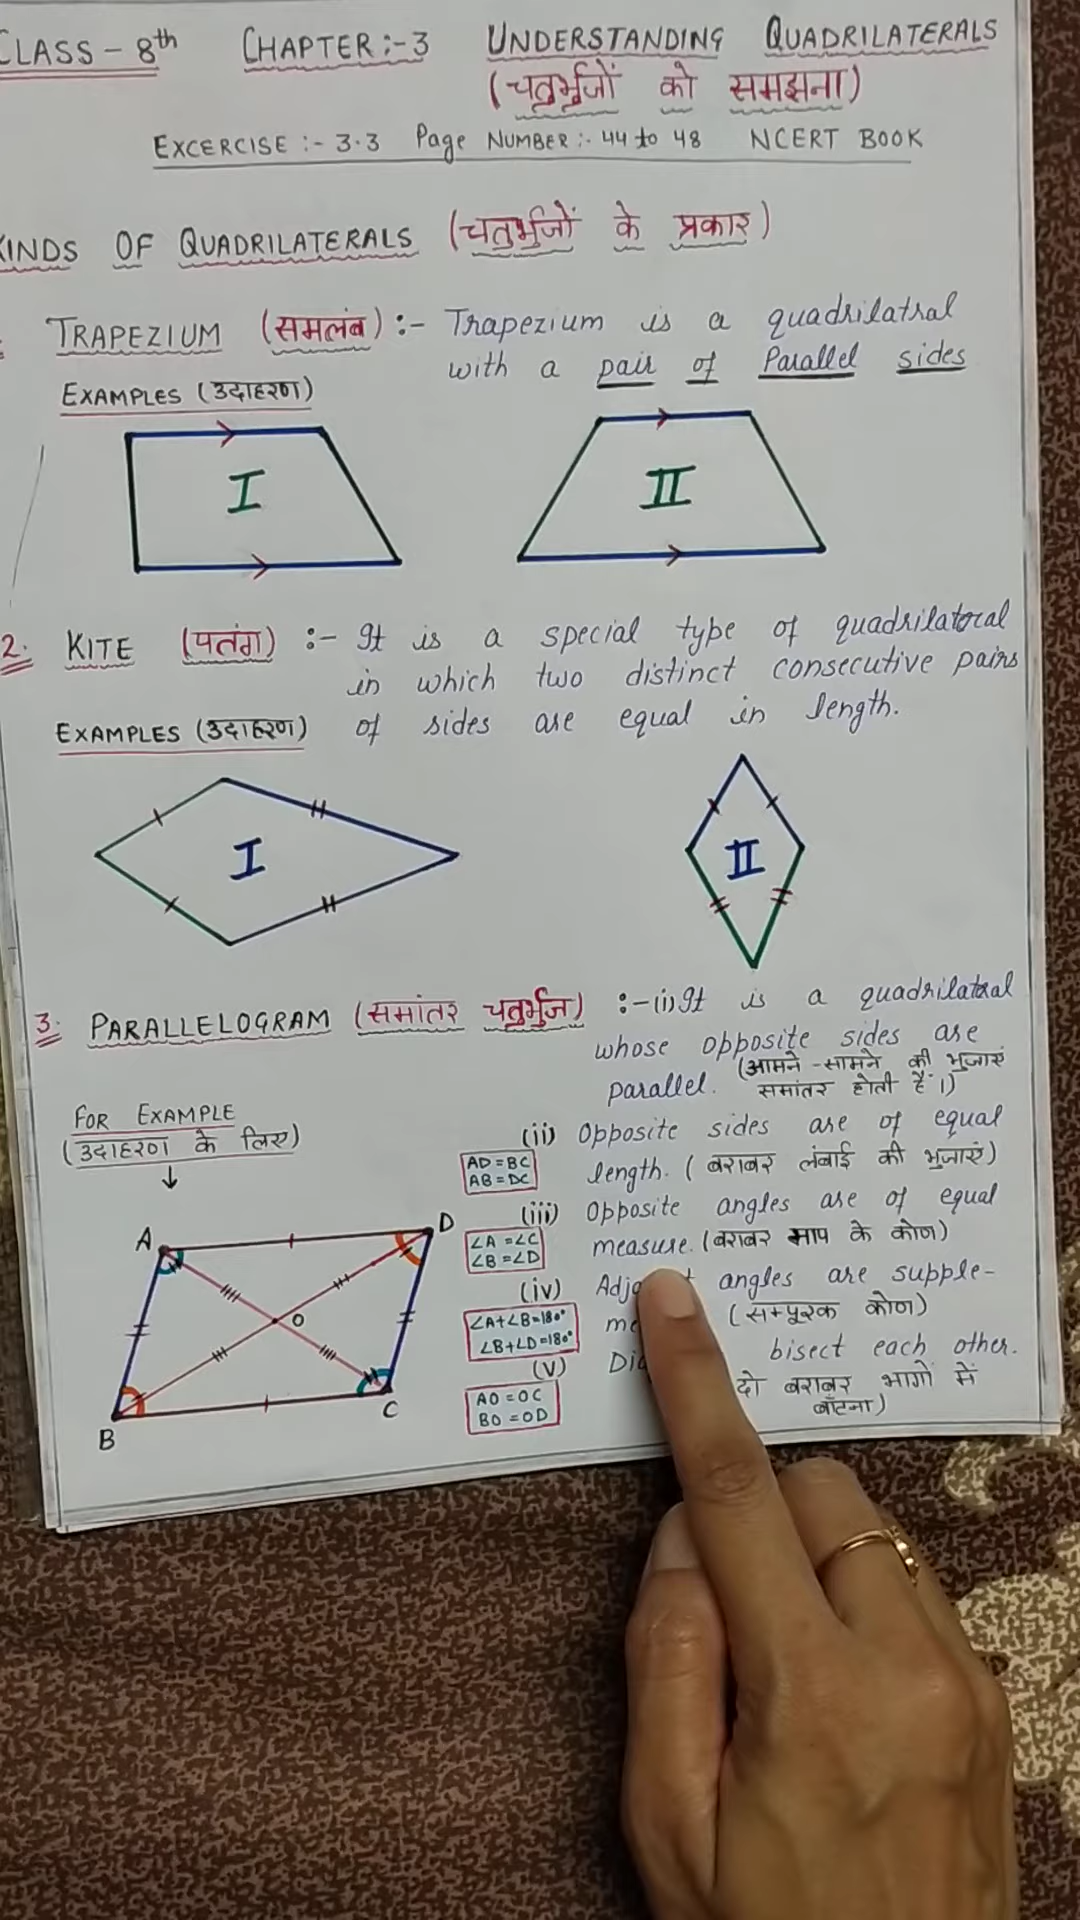 CLASS - 8th CHAPTER:-3 UNDERSTANDING QUADRILATERALS
(चतुर्भुजों को समझना)
EXCERCISE :- 3.3 Page NUMBER:- 44 to 48 NCERT BOOK
KINDS OF QUADRILATERALS (चतुर्भुजों के प्रकार)
TRAPEZIUM (समलंब) :- Trapezium is a quadrilatral
with a pair of Parallel sides
EXAMPLES (उदाहरण)
I
II
2. KITE (पतंग) :- It is a special type of quadrilatoral
in which two distinct consecutive pairs
EXAMPLES (उदाहरण) of sides are equal in length.
I
II
3. PARALLELOGRAM (समांतर चतुर्भुज) :-(i) It is a quadrilatral
whose opposite sides are
parallel. (आमने-सामने की भुजाएं
समांतर होती हैं।)
FOR EXAMPLE
(उदाहरण के लिए)
(ii) Opposite sides are of equal
AD = BC
AB = DC
length. (बराबर लंबाई की भुजाएं)
(iii) Opposite angles are of equal
∠A = ∠C
∠B = ∠D
measure. (बराबर माप के कोण)
(iv) angles are supple-
∠A+∠B=180°
∠B+∠D=180°
(सम्पूरक कोण)
(v) bisect each other.
AO = OC
BO = OD
दो बराबर भागों में
बाँटना)
A
D
O
B
C